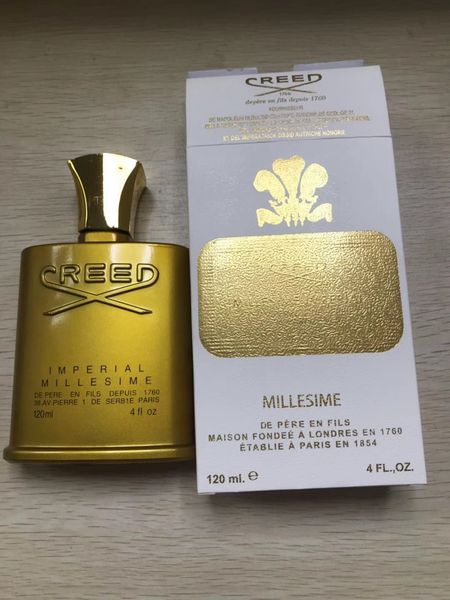 CREED
IMPERIAL
MILLESIME
DE PERE EN FILS DEPUIS 1760
38.AV.PIERRE 1 DE SERBIE PARIS
120ml 4 fl oz
CREED
1760
depère en fils depuis 1760
FOURNISSEUR
MILLESIME
DE PÈRE EN FILS
MAISON FONDEÉ A LONDRES EN 1760
ÉTABLIE À PARIS EN 1854
120 ml. e 4 FL.,OZ.